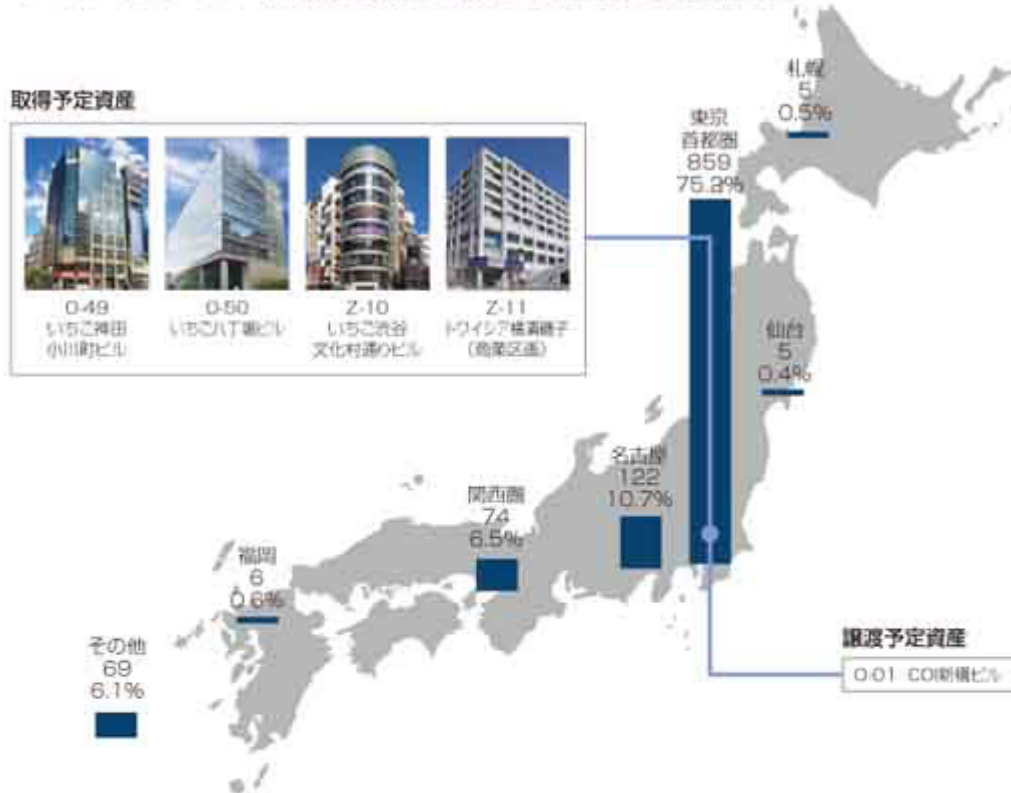 取得予定資産
O-49
いちご神田
小川町ビル
O-50
いちご八丁堀ビル
Z-10
いちご渋谷
文化村通りビル
Z-11
トワイシア横濱磯子
(商業区画)
札幌
5
0.5%
東京
首都圏
859
75.2%
仙台
5
0.4%
名古屋
122
10.7%
関西圏
74
6.5%
福岡
6
0.6%
その他
69
6.1%
譲渡予定資産
O-01 COI新橋ビル